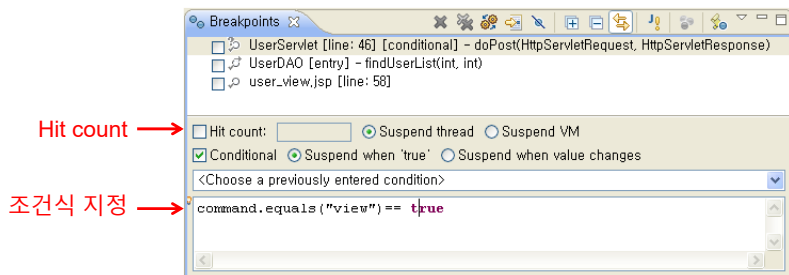 Breakpoints
UserServlet [line: 46] [conditional] - doPost(HttpServletRequest, HttpServletResponse)
UserDAO [entry] - findUserList(int, int)
user_view.jsp [line: 58]
Hit count
Hit count: Suspend thread Suspend VM
Conditional Suspend when 'true' Suspend when value changes
<Choose a previously entered condition>
조건식 지정
command.equals("view")== true